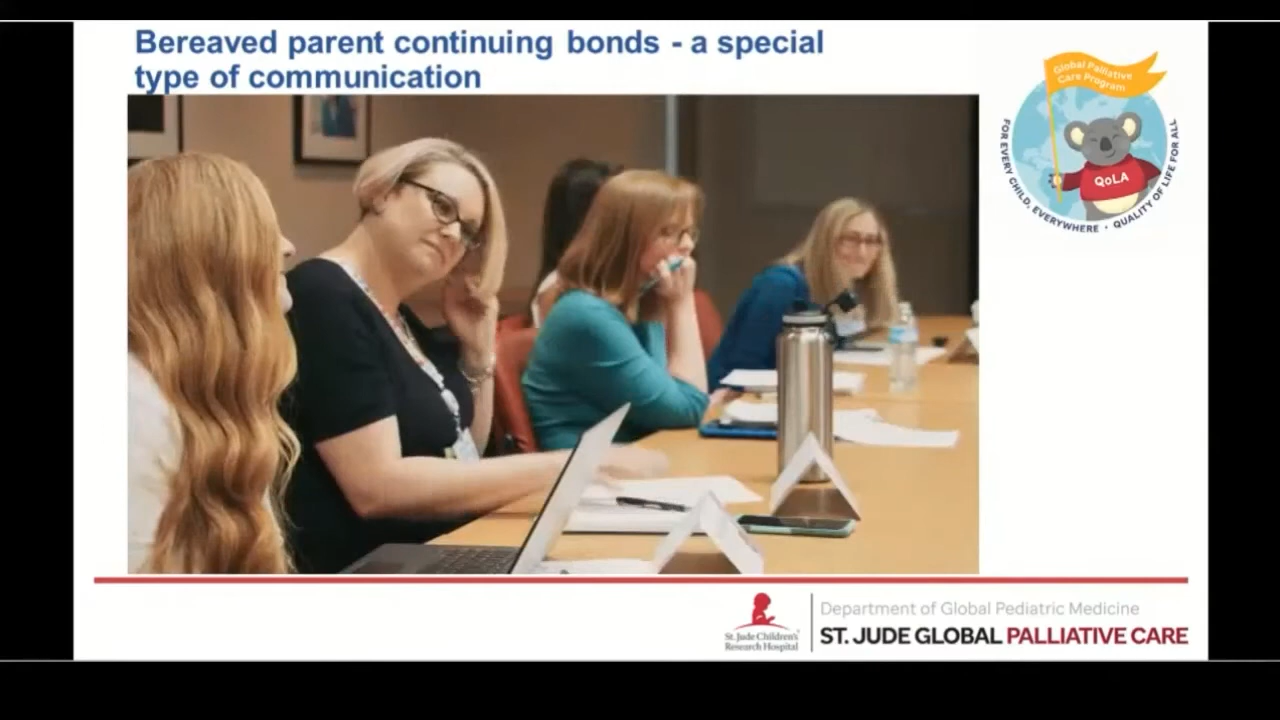 Bereaved parent continuing bonds - a special
type of communication
Global Palliative
Care Program
QoLA
FOR EVERY CHILD, EVERYWHERE • QUALITY OF LIFE FOR ALL
St. Jude Children's
Research Hospital
Department of Global Pediatric Medicine
ST. JUDE GLOBAL PALLIATIVE CARE